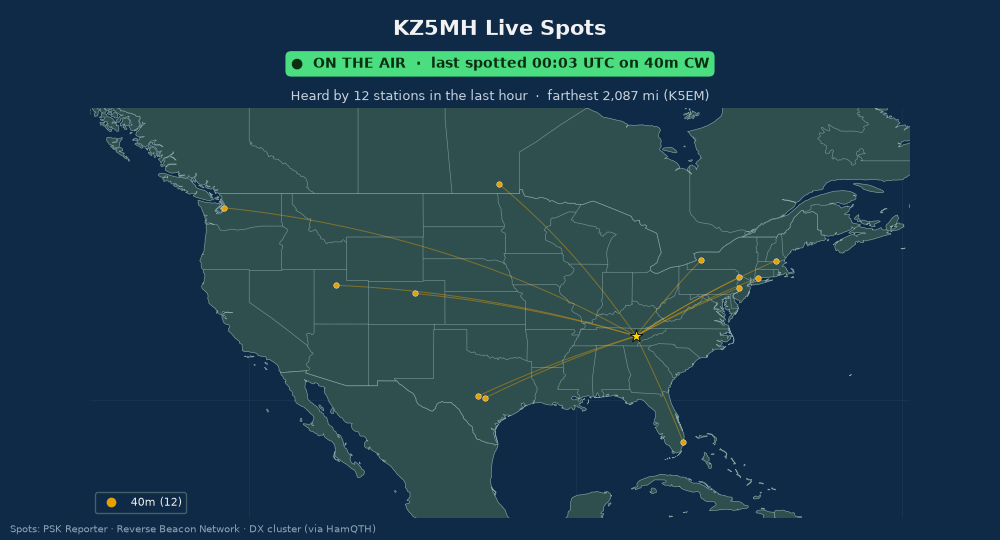 KZ5MH Live Spots
● ON THE AIR · last spotted 00:03 UTC on 40m CW
Heard by 12 stations in the last hour · farthest 2,087 mi (K5EM)
40m (12)
Spots: PSK Reporter · Reverse Beacon Network · DX cluster (via HamQTH)